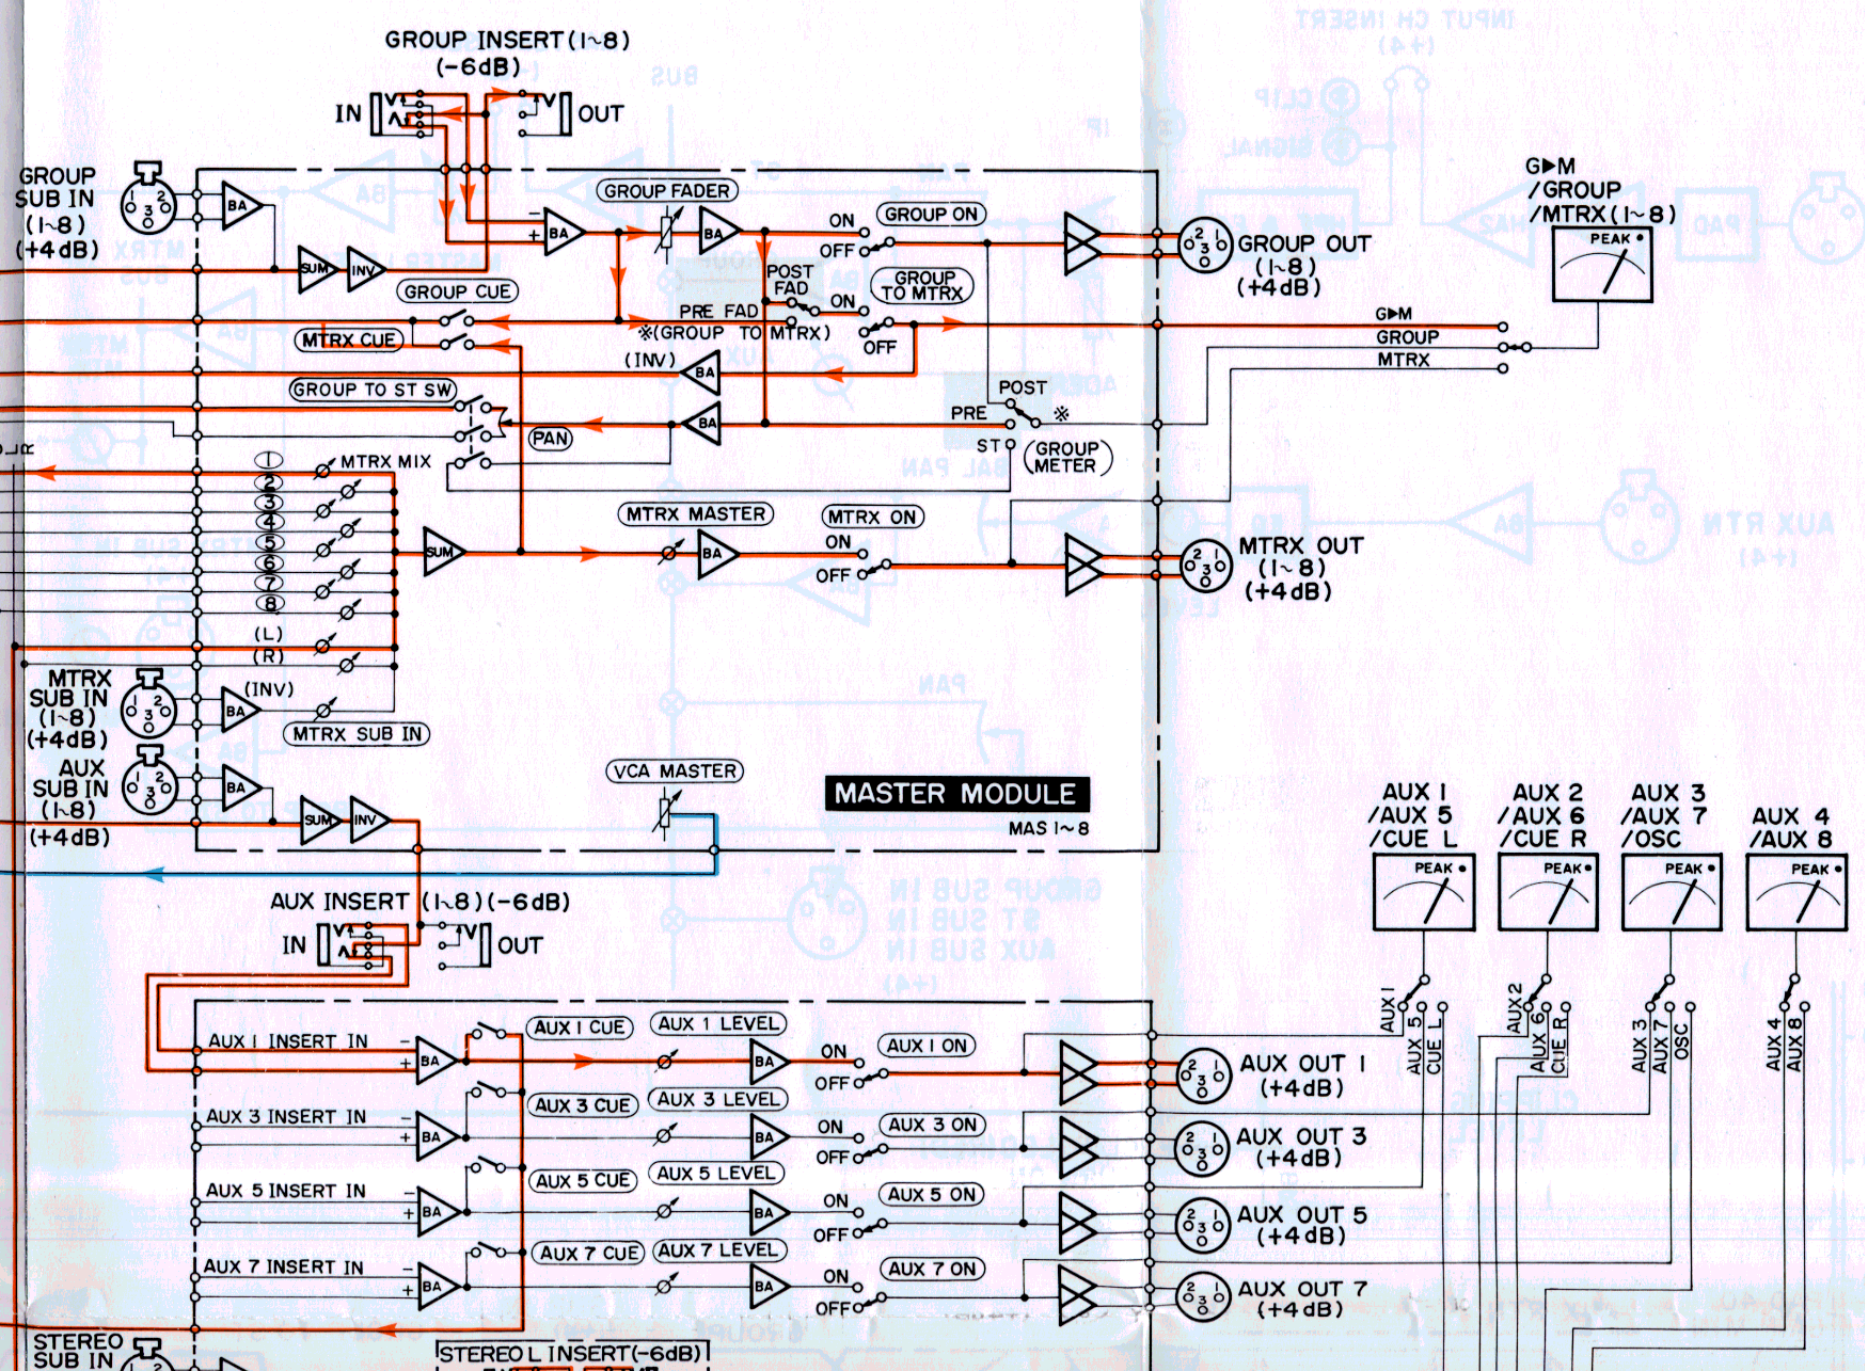 GROUP INSERT(1~8)
(-6dB)
IN
OUT
GROUP
SUB IN
(1~8)
(+4dB)
BA
SUM
INV
GROUP FADER
BA
BA
ON
OFF
GROUP ON
GROUP OUT
(1~8)
(+4dB)
G▶M
/GROUP
/MTRX(1~8)
PEAK
GROUP CUE
MTRX CUE
PRE FAD
POST
FAD
ON
OFF
GROUP
TO MTRX
※(GROUP TO MTRX)
(INV)
BA
G▶M
GROUP
MTRX
GROUP TO ST SW
PAN
BA
POST
PRE
ST
※
(GROUP
METER)
L
R
1
2
3
4
5
6
7
8
(L)
(R)
MTRX MIX
SUM
MTRX MASTER
BA
MTRX ON
ON
OFF
MTRX OUT
(1~8)
(+4dB)
MTRX
SUB IN
(1~8)
(+4dB)
BA
(INV)
MTRX SUB IN
AUX
SUB IN
(1~8)
(+4dB)
BA
SUM
INV
VCA MASTER
MASTER MODULE
MAS 1~8
AUX INSERT (1~8)(-6dB)
IN
OUT
AUX 1
/AUX 5
/CUE L
PEAK
AUX 2
/AUX 6
/CUE R
PEAK
AUX 3
/AUX 7
/OSC
PEAK
AUX 4
/AUX 8
PEAK
AUX 1
AUX 5
CUE L
AUX 2
AUX 6
CUE R
AUX 3
AUX 7
OSC
AUX 4
AUX 8
AUX 1 INSERT IN
-
+
BA
AUX 1 CUE
AUX 1 LEVEL
BA
ON
OFF
AUX 1 ON
AUX OUT 1
(+4dB)
AUX 3 INSERT IN
-
+
BA
AUX 3 CUE
AUX 3 LEVEL
BA
ON
OFF
AUX 3 ON
AUX OUT 3
(+4dB)
AUX 5 INSERT IN
-
+
BA
AUX 5 CUE
AUX 5 LEVEL
BA
ON
OFF
AUX 5 ON
AUX OUT 5
(+4dB)
AUX 7 INSERT IN
-
+
BA
AUX 7 CUE
AUX 7 LEVEL
BA
ON
OFF
AUX 7 ON
AUX OUT 7
(+4dB)
STEREO
SUB IN
STEREO L INSERT(-6dB)